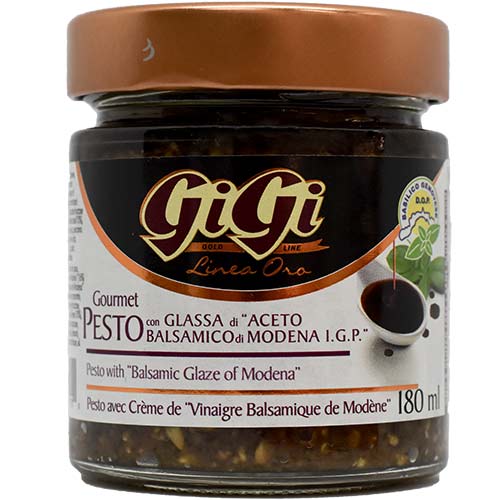 GiGi
GOLD LINE
Linea Oro
BASILICO GENOVESE
D.O.P.
Gourmet
PESTO con GLASSA di "ACETO
BALSAMICO di MODENA I.G.P."
Pesto with "Balsamic Glaze of Modena"
Pesto avec Crème de "Vinaigre Balsamique de Modène"
180 ml